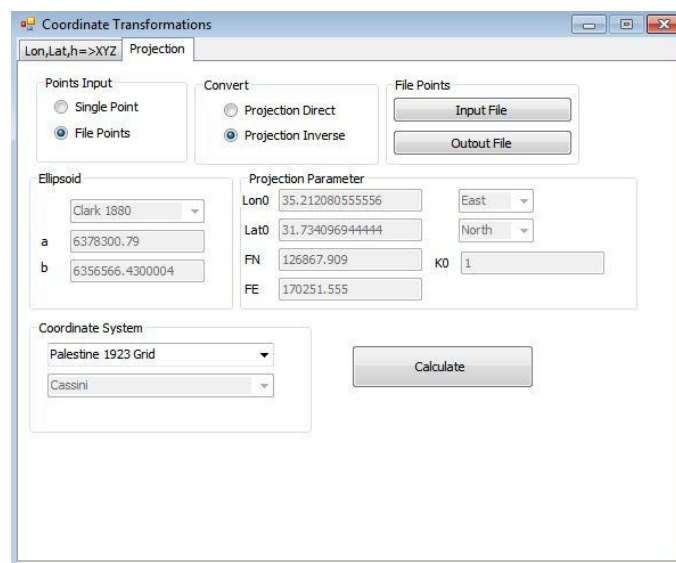 Coordinate Transformations
Lon,Lat,h=>XYZ Projection
Points Input
Single Point
File Points
Convert
Projection Direct
Projection Inverse
File Points
Input File
Outout File
Ellipsoid
Clark 1880
a 6378300.79
b 6356566.4300004
Projection Parameter
Lon0 35.212080555556 East
Lat0 31.734096944444 North
FN 126867.909 K0 1
FE 170251.555
Coordinate System
Palestine 1923 Grid
Cassini
Calculate